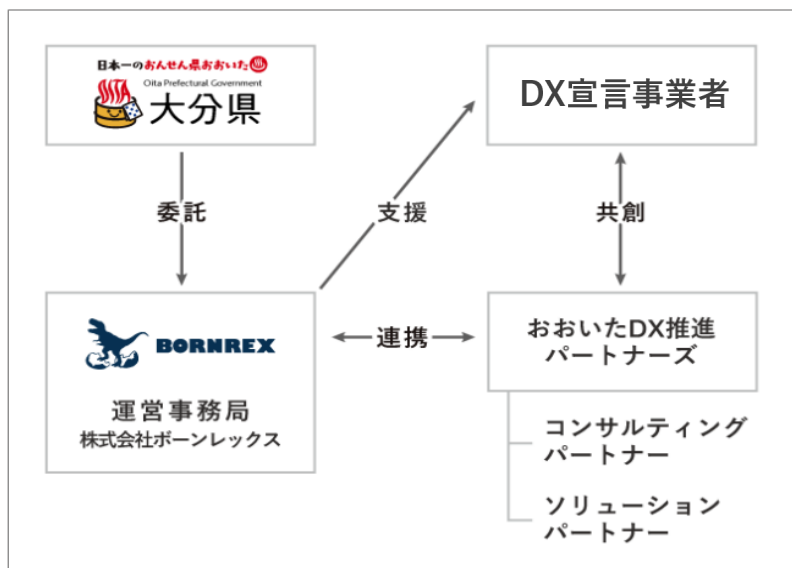 日本一のおんせん県おおいた
Oita Prefectural Government
OITA
大分県
DX宣言事業者
委託
支援
共創
BORNREX
運営事務局
株式会社ボーンレックス
連携
おおいたDX推進
パートナーズ
コンサルティング
パートナー
ソリューション
パートナー